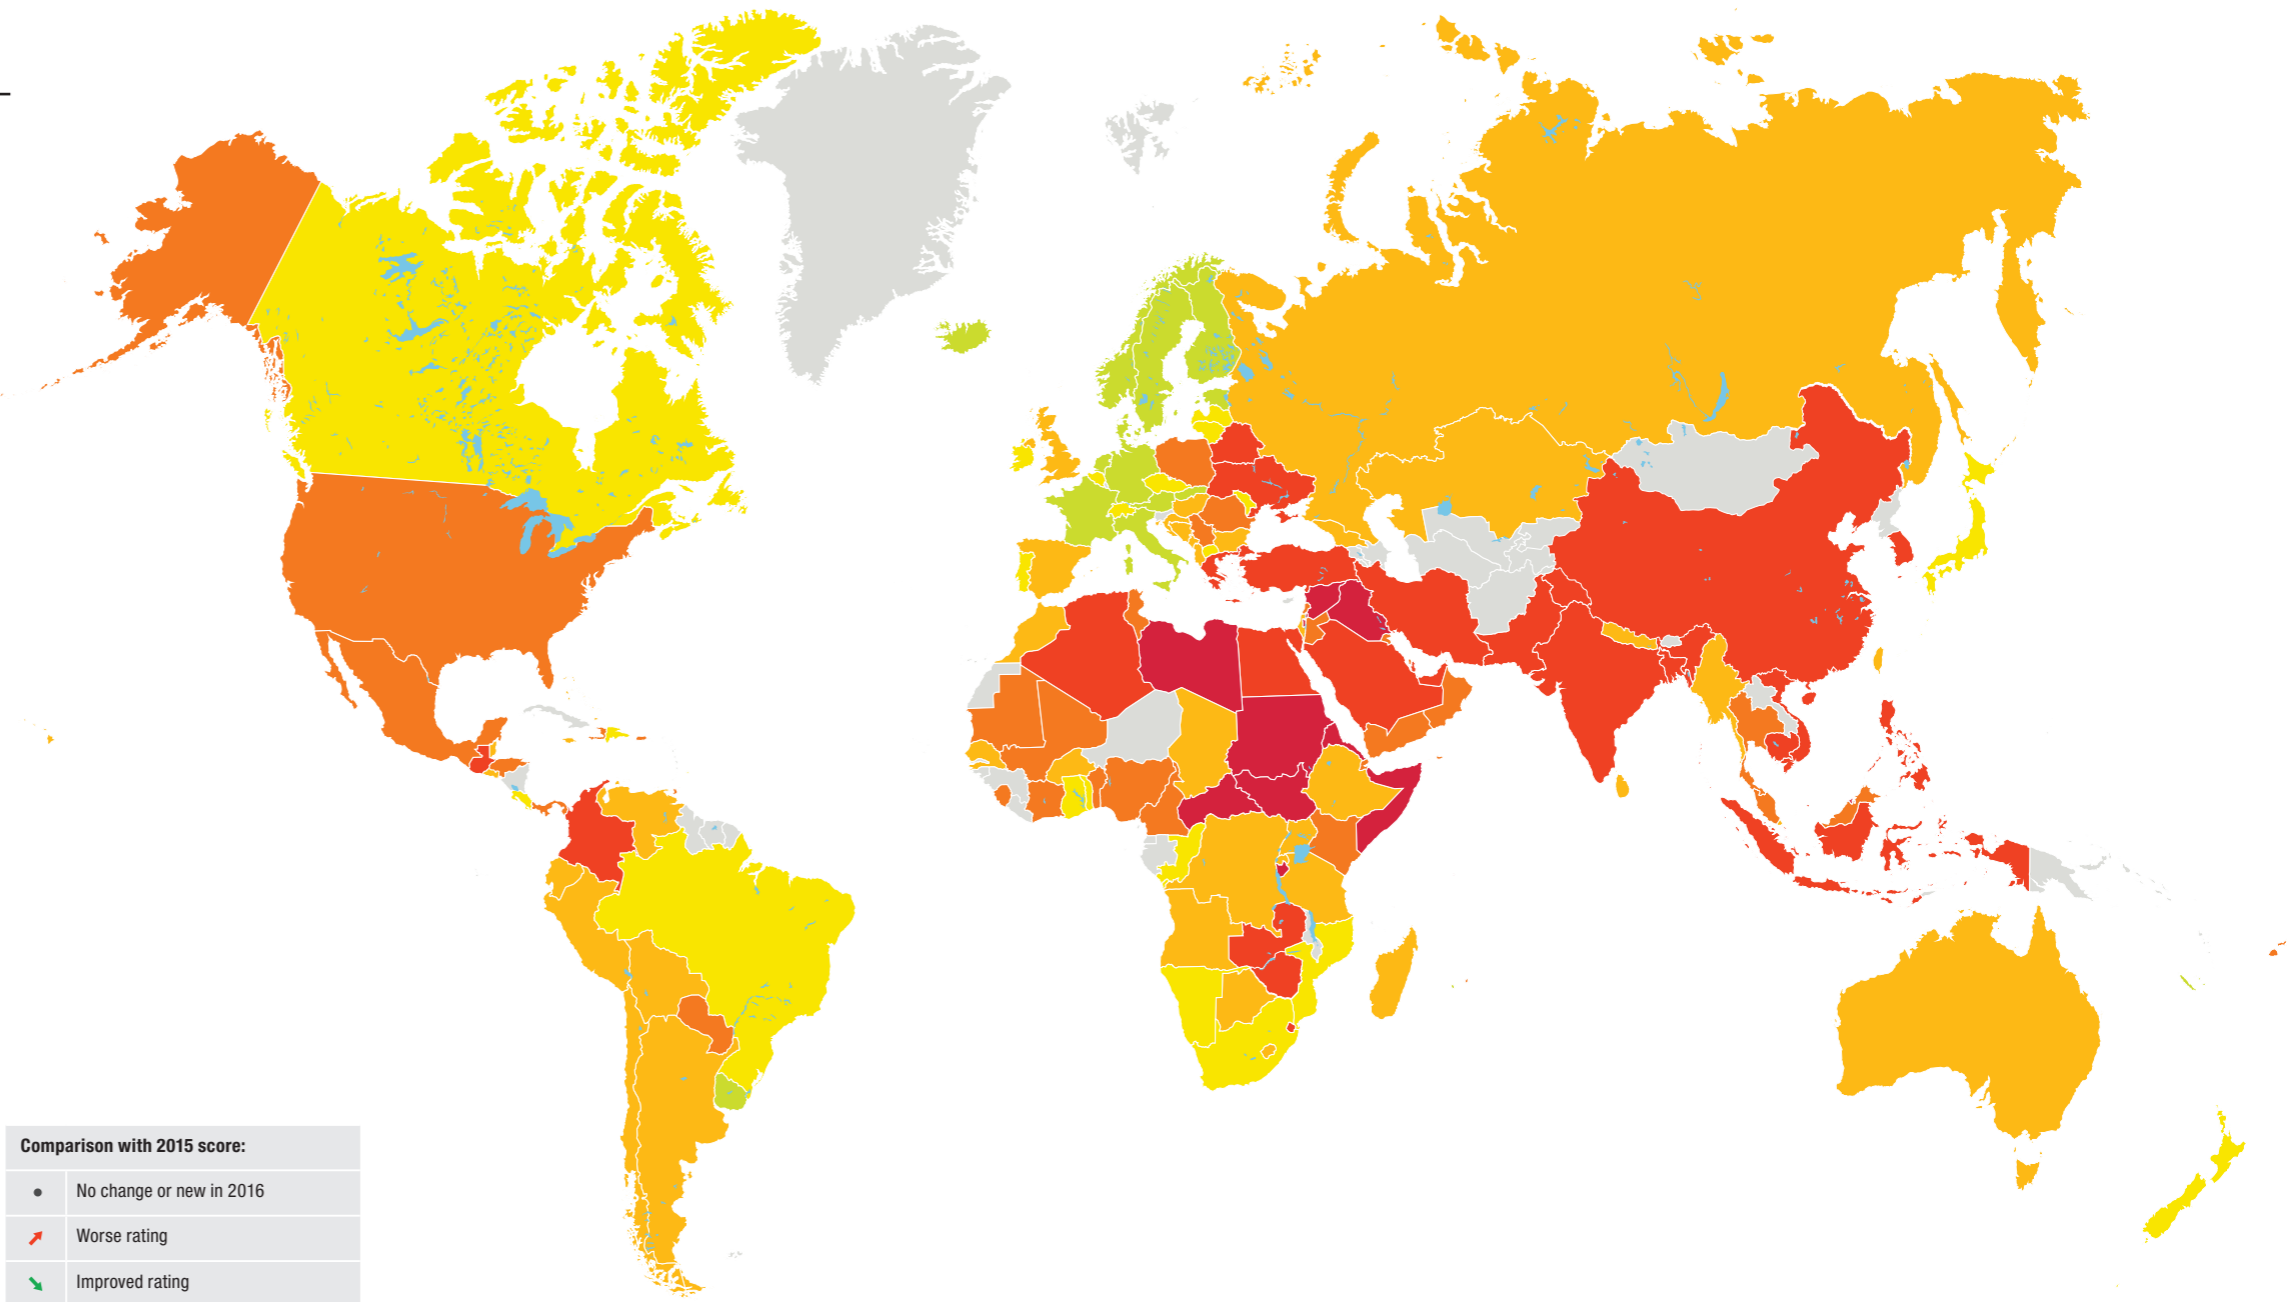 Comparison with 2015 score:
No change or new in 2016
Worse rating
Improved rating